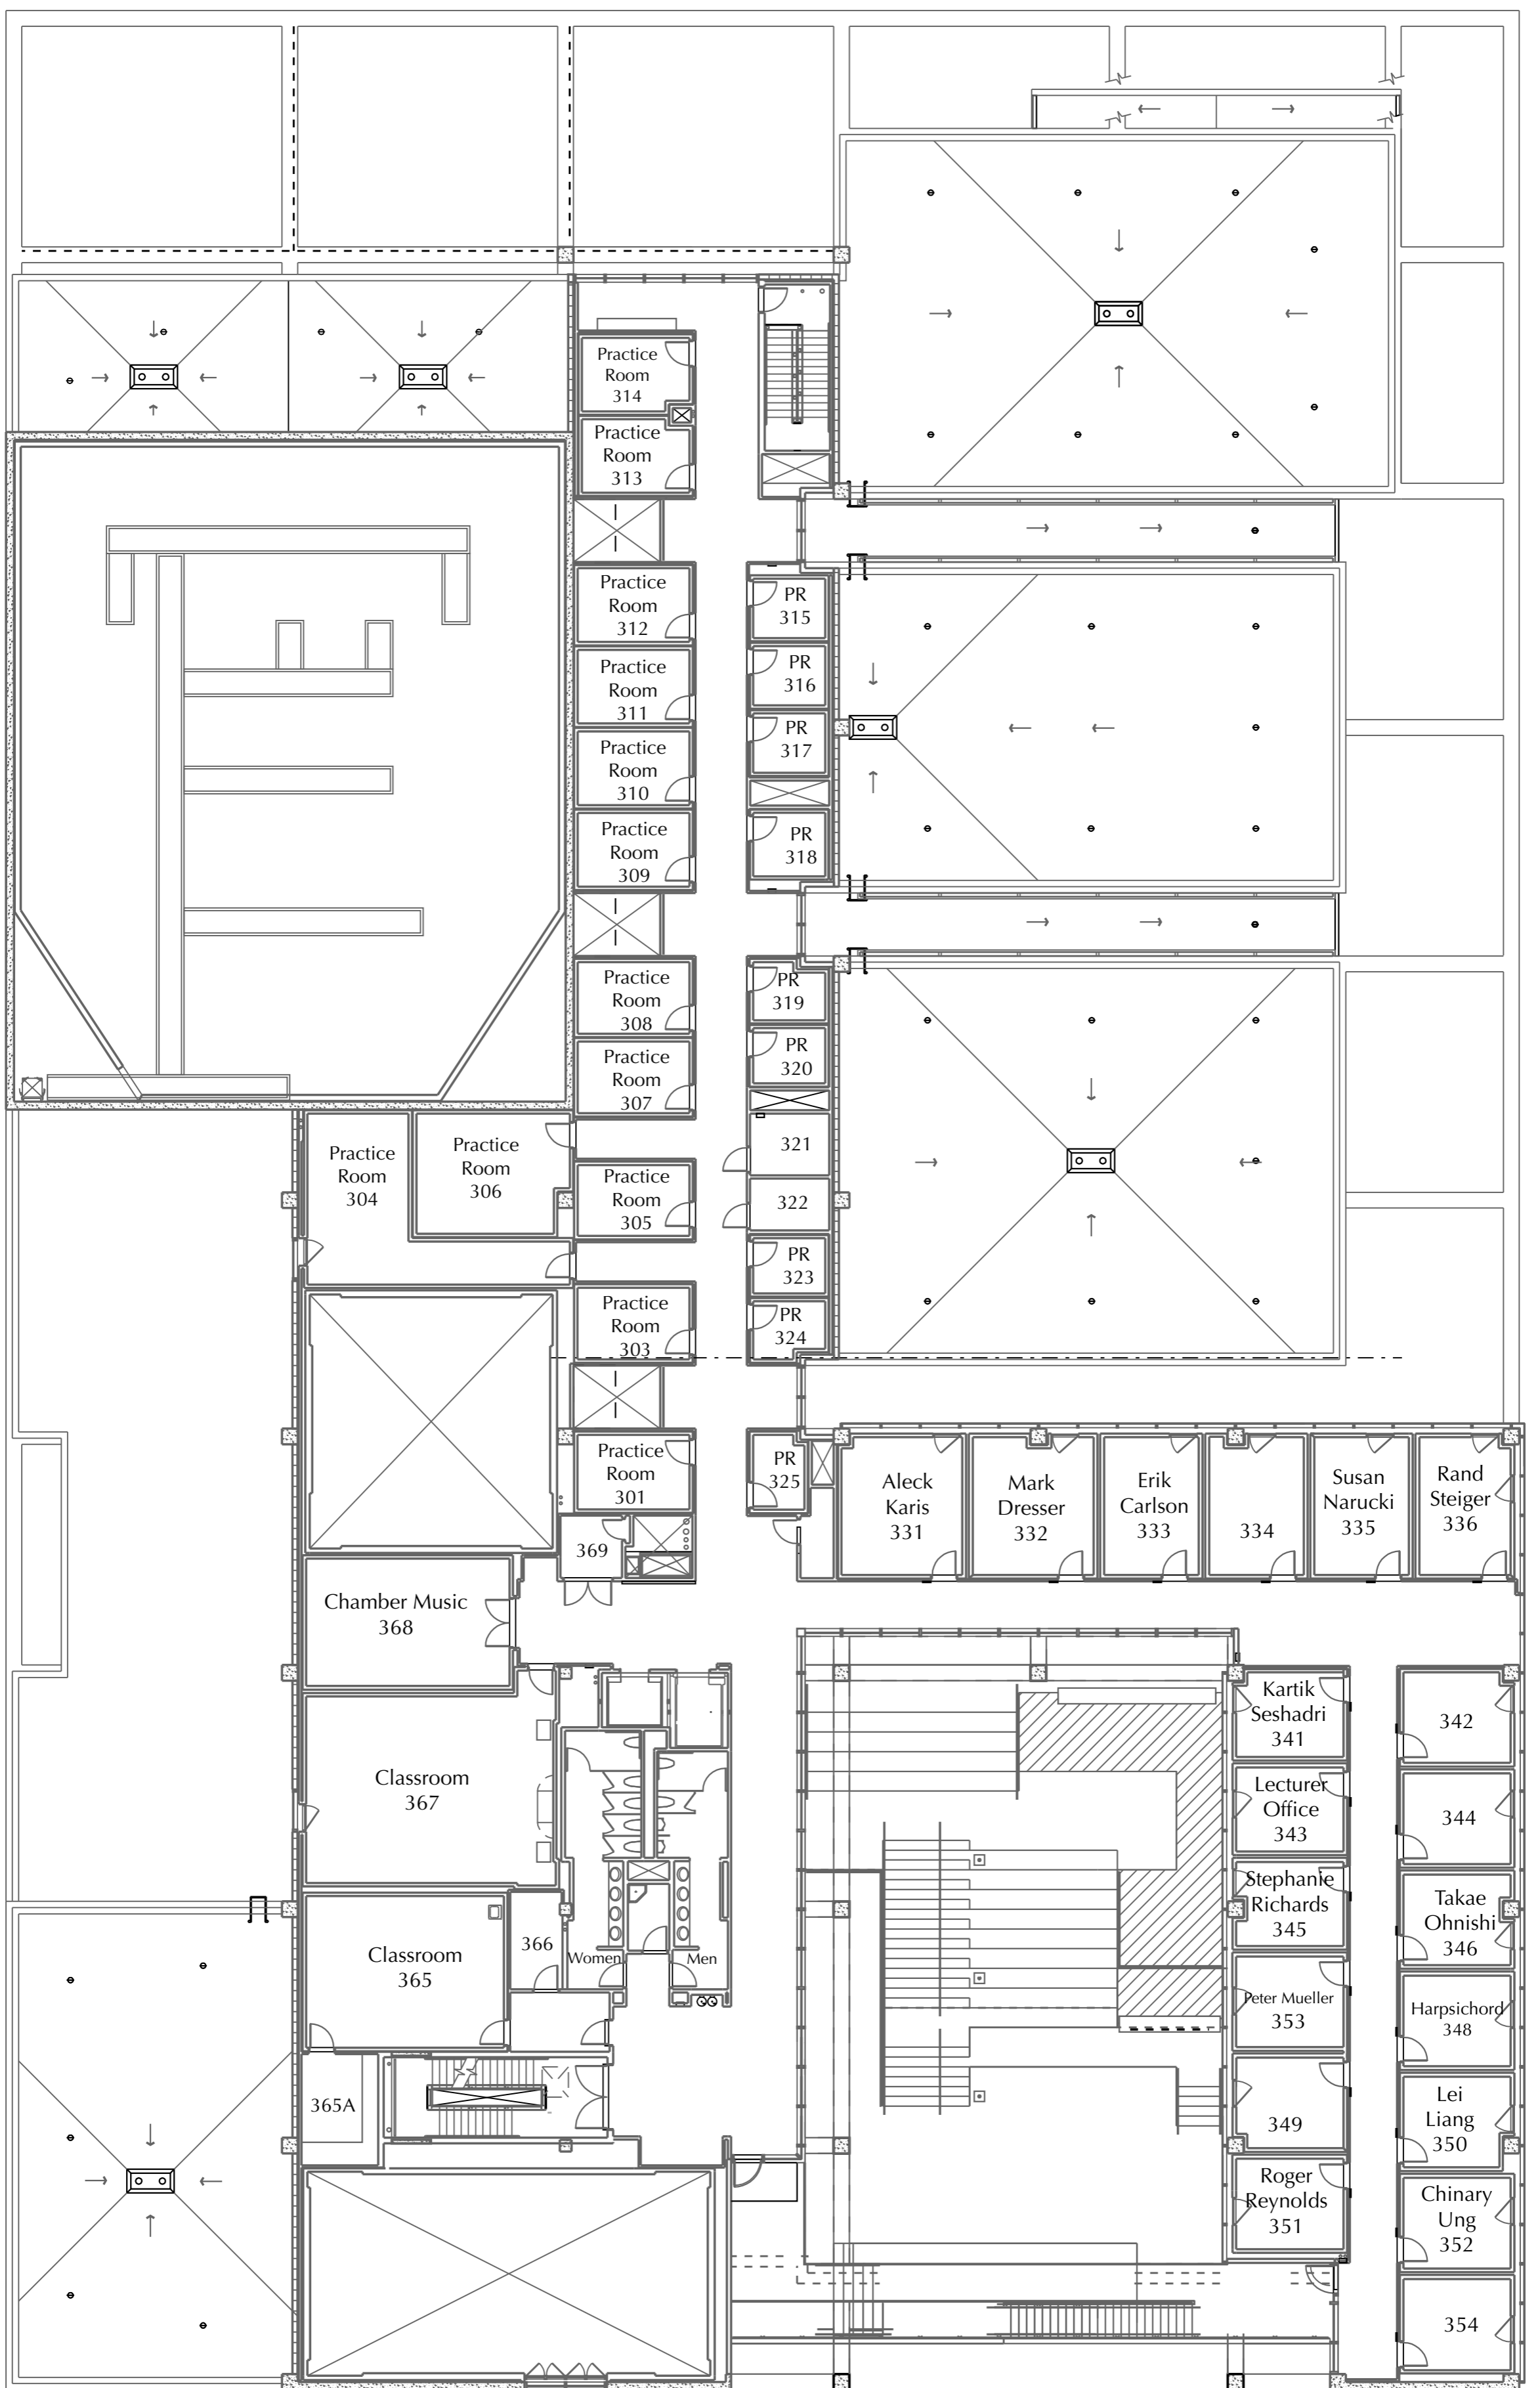 Practice
Room
314
Practice
Room
313
Practice
Room
312
PR
315
Practice
Room
311
PR
316
Practice
Room
310
PR
317
Practice
Room
309
PR
318
Practice
Room
308
PR
319
Practice
Room
307
PR
320
Practice
Room
304
Practice
Room
306
321
Practice
Room
305
322
PR
323
Practice
Room
303
PR
324
Practice
Room
301
PR
325
Aleck
Karis
331
Mark
Dresser
332
Erik
Carlson
333
334
Susan
Narucki
335
Rand
Steiger
336
369
Chamber Music
368
Kartik
Seshadri
341
342
Classroom
367
Lecturer
Office
343
344
Stephanie
Richards
345
Takae
Ohnishi
346
Classroom
365
366
Women
Men
Peter Mueller
353
Harpsichord
348
365A
349
Lei
Liang
350
Roger
Reynolds
351
Chinary
Ung
352
354